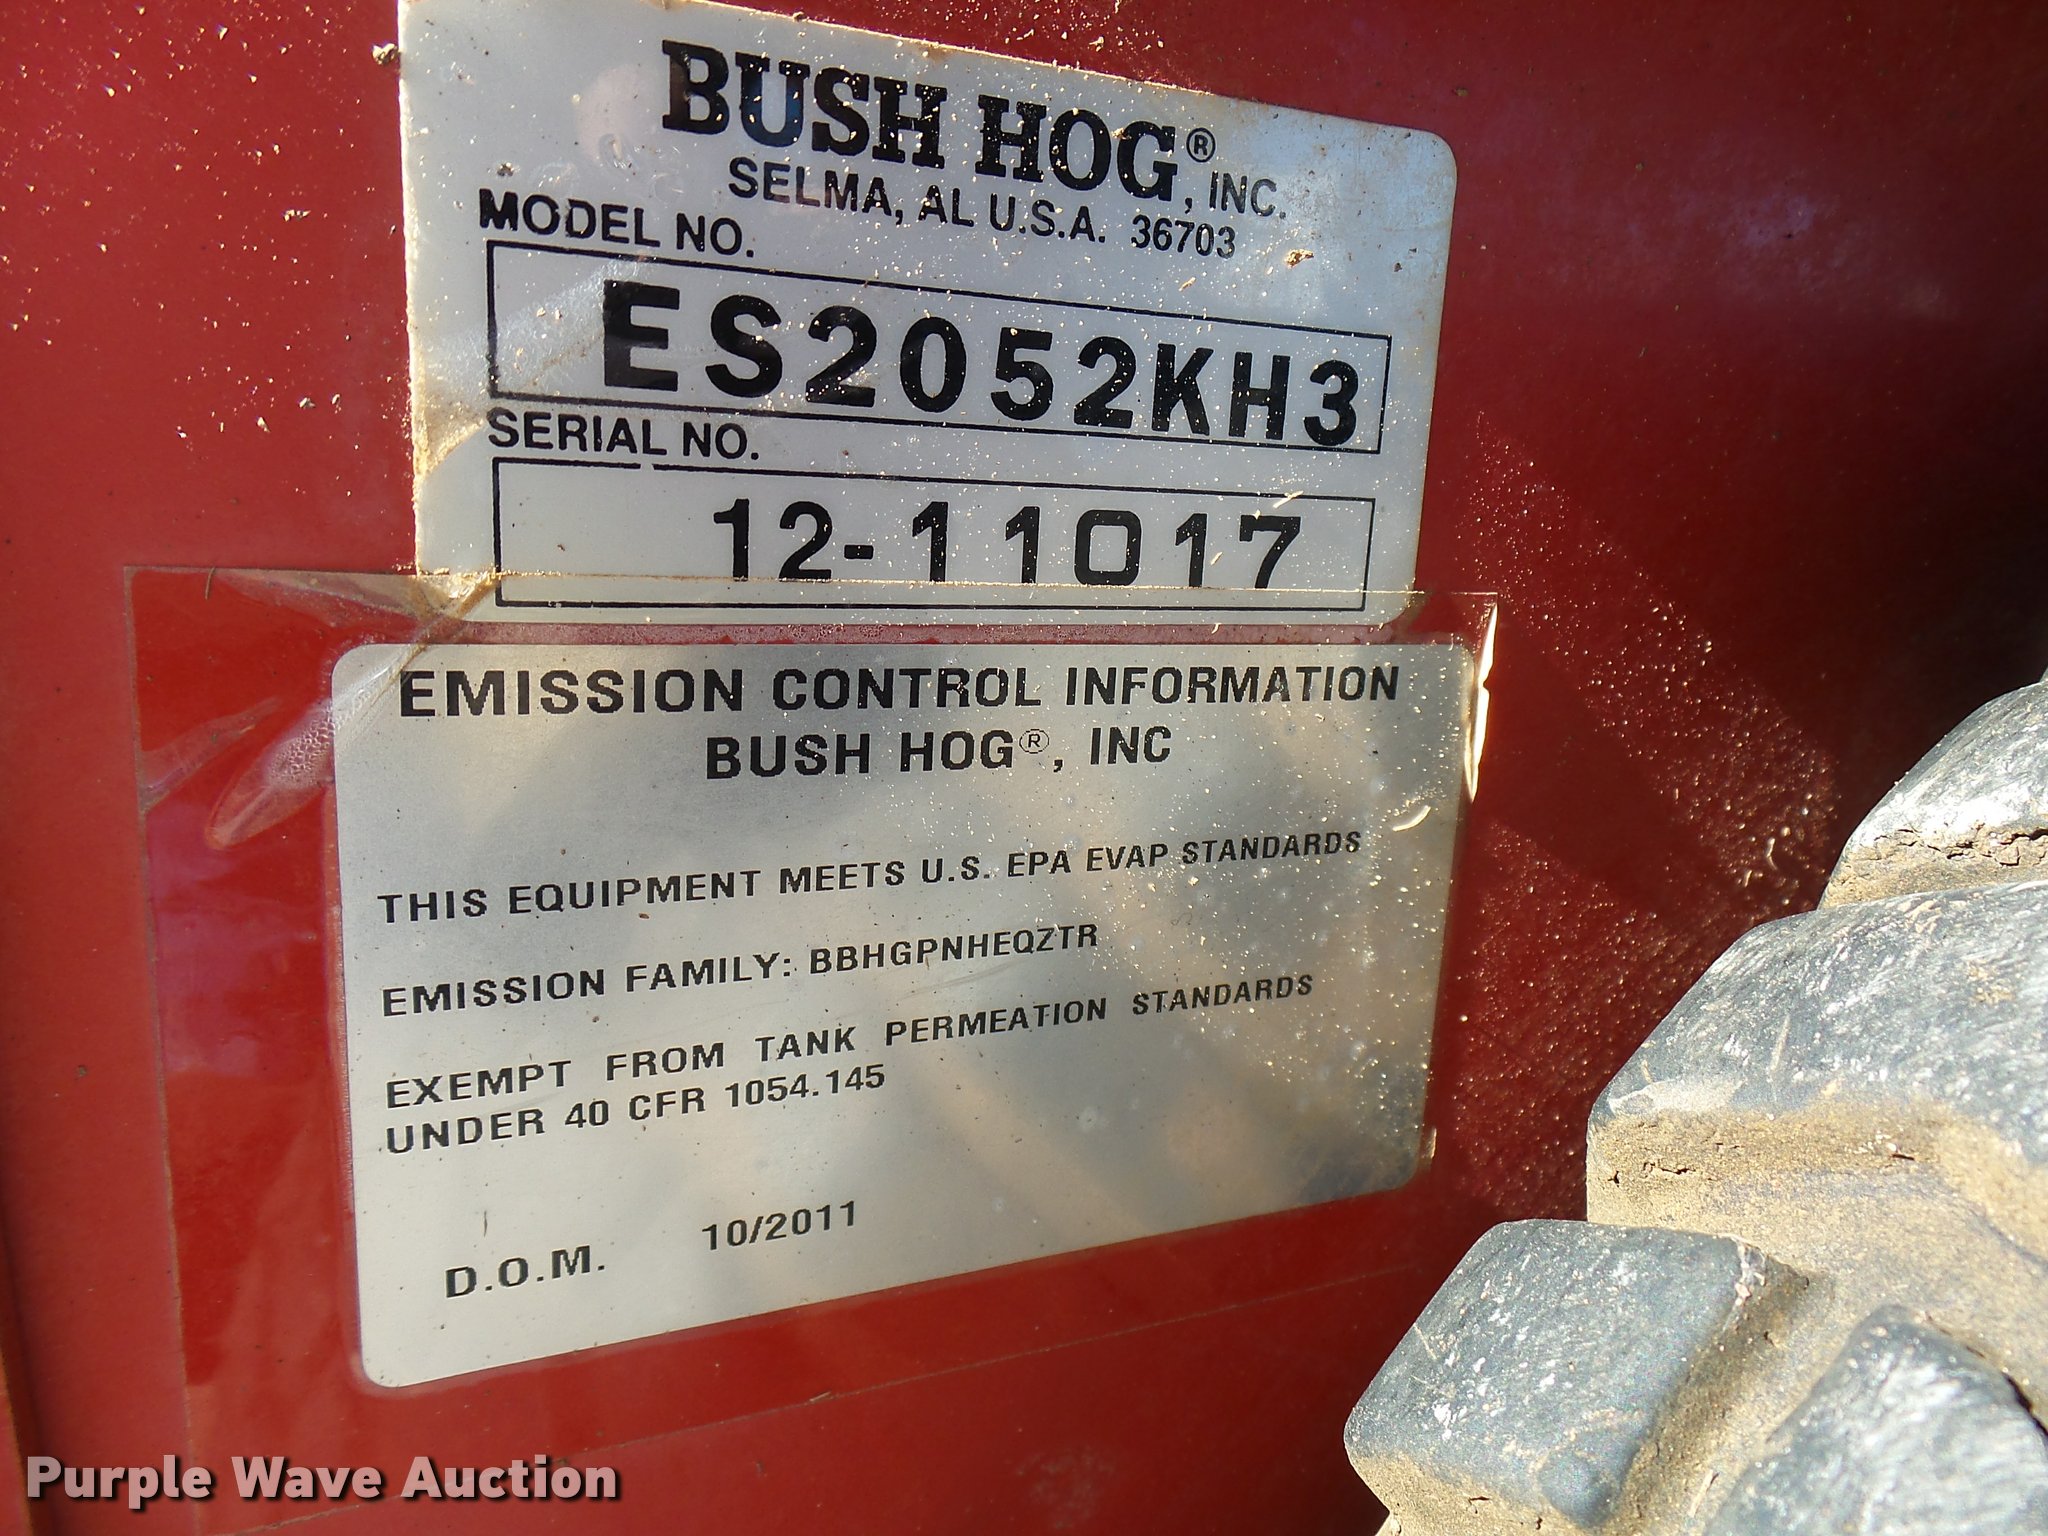 BUSH HOG®, INC.
SELMA, AL U.S.A. 36703
MODEL NO.
ES2052KH3
SERIAL NO.
12-11017
EMISSION CONTROL INFORMATION
BUSH HOG®, INC
THIS EQUIPMENT MEETS U.S. EPA EVAP STANDARDS
EMISSION FAMILY: BBHGPNHEQZTR
EXEMPT FROM TANK PERMEATION STANDARDS
UNDER 40 CFR 1054.145
D.O.M. 10/2011
Purple Wave Auction